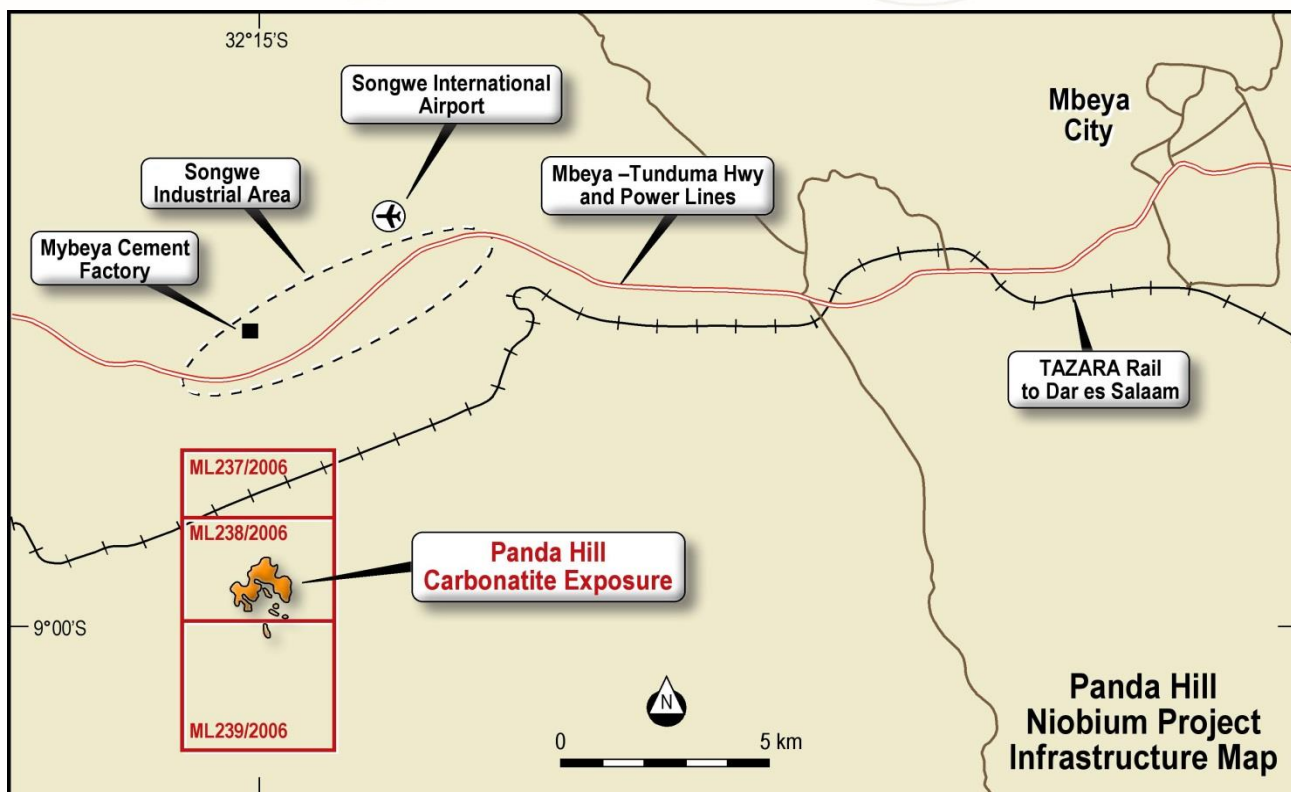 32°15'S
Songwe International
Airport
Mbeya
City
Songwe
Industrial Area
Mbeya –Tunduma Hwy
and Power Lines
Mybeya Cement
Factory
TAZARA Rail
to Dar es Salaam
ML237/2006
ML238/2006
Panda Hill
Carbonatite Exposure
9°00'S
ML239/2006
N
0 5 km
Panda Hill
Niobium Project
Infrastructure Map